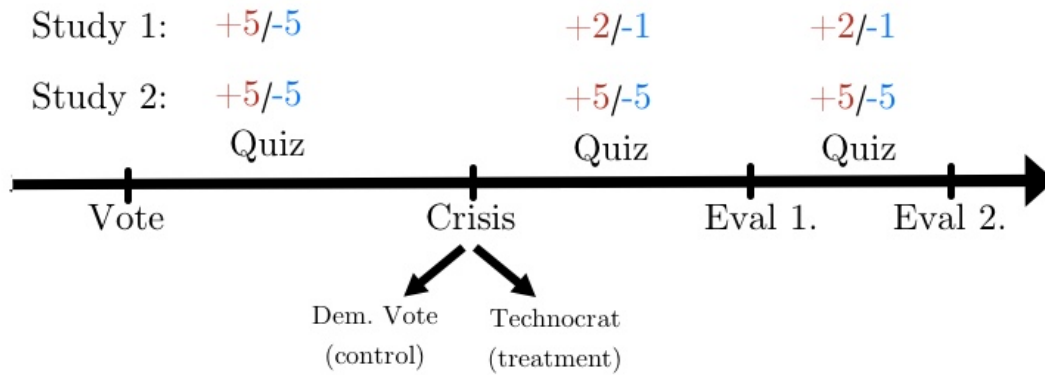 Study 1: +5/-5 +2/-1 +2/-1
Study 2: +5/-5 +5/-5 +5/-5
Quiz Quiz Quiz
Vote Crisis Eval 1. Eval 2.
Dem. Vote Technocrat
(control) (treatment)